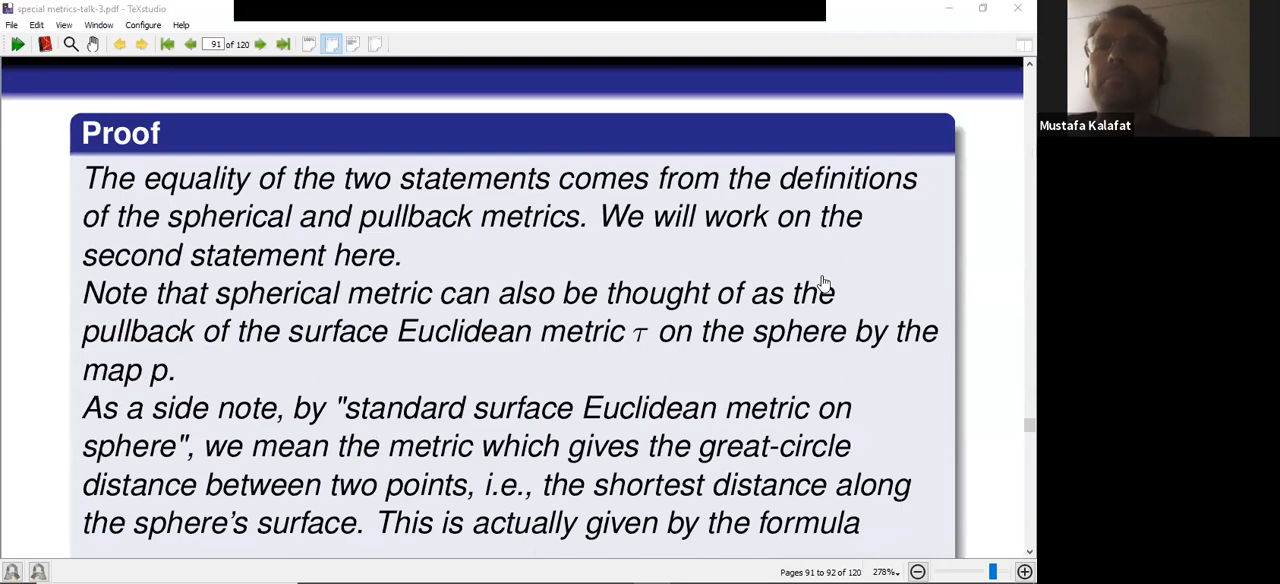 special metrics-talk-3.pdf - TeXstudio
File Edit View Window Configure Help
91 of 120
Proof
The equality of the two statements comes from the definitions
of the spherical and pullback metrics. We will work on the
second statement here.
Note that spherical metric can also be thought of as the
pullback of the surface Euclidean metric τ on the sphere by the
map p.
As a side note, by "standard surface Euclidean metric on
sphere", we mean the metric which gives the great-circle
distance between two points, i.e., the shortest distance along
the sphere's surface. This is actually given by the formula
Pages 91 to 92 of 120 278%
Mustafa Kalafat